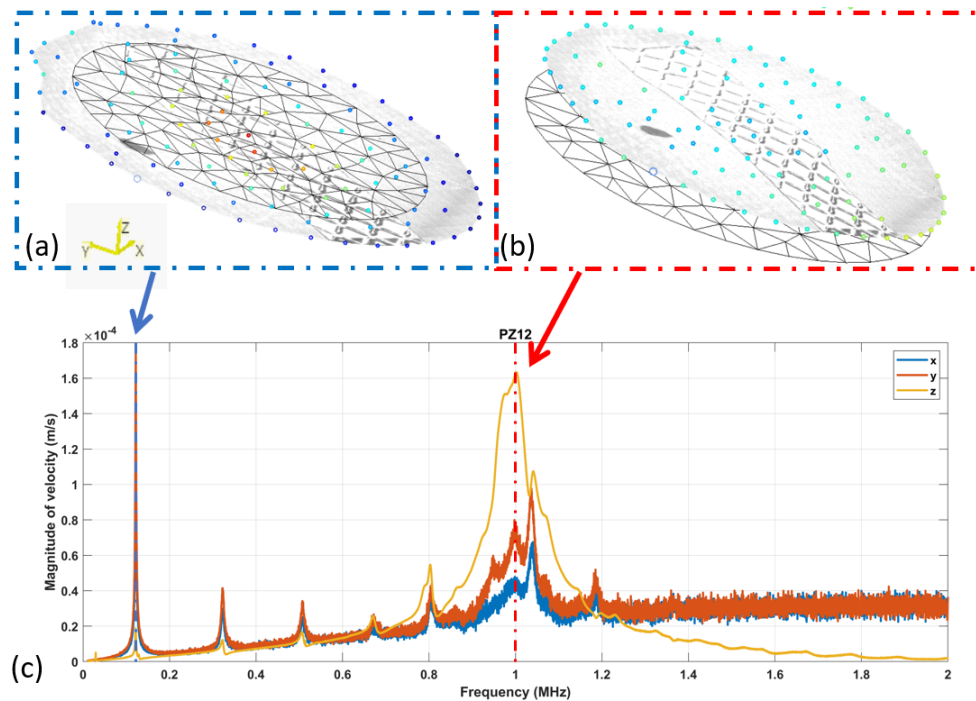 (a)
Z
Y
X
(b)
PZ12
×10⁻⁴
1.8
1.6
1.4
1.2
1
0.8
0.6
0.4
0.2
0
Magnitude of velocity (m/s)
x
y
z
0
0.2
0.4
0.6
0.8
1
1.2
1.4
1.6
1.8
2
Frequency (MHz)
(c)